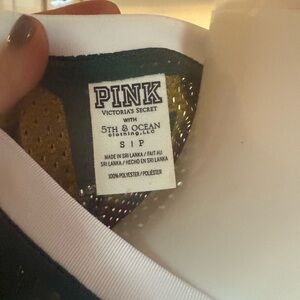 PINK
VICTORIA'S SECRET
WITH
5TH & OCEAN
clothing, LLC
S | P
MADE IN SRI LANKA / FAIT AU
SRI LANKA / HECHO EN SRI LANKA
100% POLYESTER / POLIÉSTER